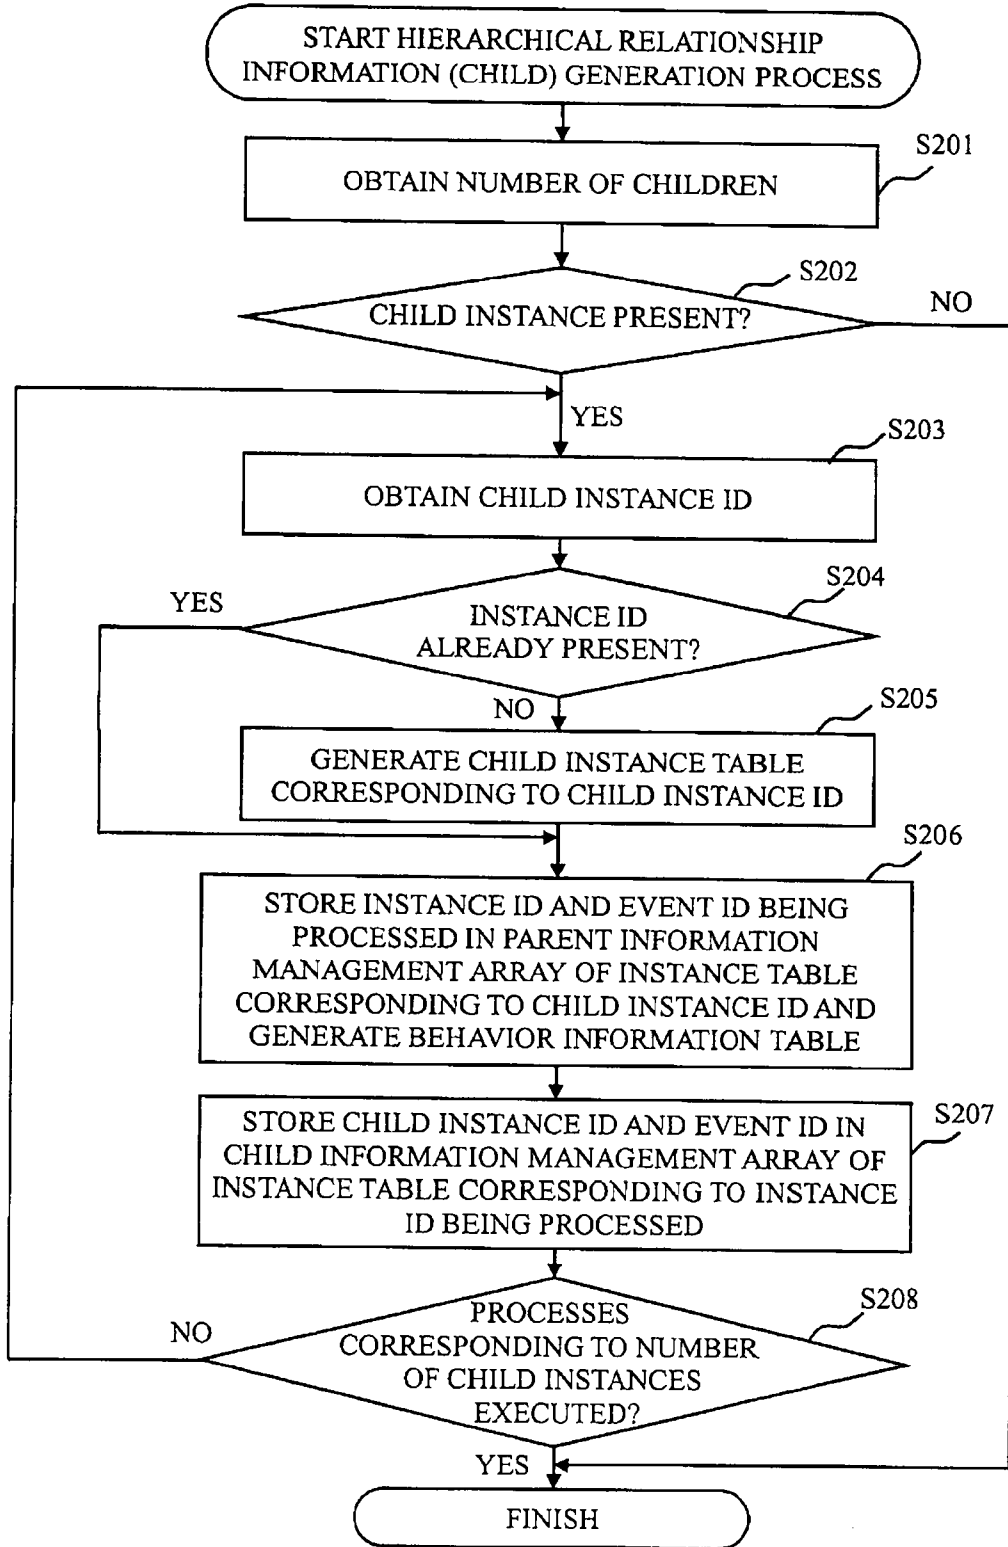 START HIERARCHICAL RELATIONSHIP
INFORMATION (CHILD) GENERATION PROCESS
S201
OBTAIN NUMBER OF CHILDREN
S202
CHILD INSTANCE PRESENT?
NO
YES
S203
OBTAIN CHILD INSTANCE ID
S204
YES
INSTANCE ID
ALREADY PRESENT?
NO
S205
GENERATE CHILD INSTANCE TABLE
CORRESPONDING TO CHILD INSTANCE ID
S206
STORE INSTANCE ID AND EVENT ID BEING
PROCESSED IN PARENT INFORMATION
MANAGEMENT ARRAY OF INSTANCE TABLE
CORRESPONDING TO CHILD INSTANCE ID AND
GENERATE BEHAVIOR INFORMATION TABLE
S207
STORE CHILD INSTANCE ID AND EVENT ID IN
CHILD INFORMATION MANAGEMENT ARRAY OF
INSTANCE TABLE CORRESPONDING TO INSTANCE
ID BEING PROCESSED
S208
NO
PROCESSES
CORRESPONDING TO NUMBER
OF CHILD INSTANCES
EXECUTED?
YES
FINISH